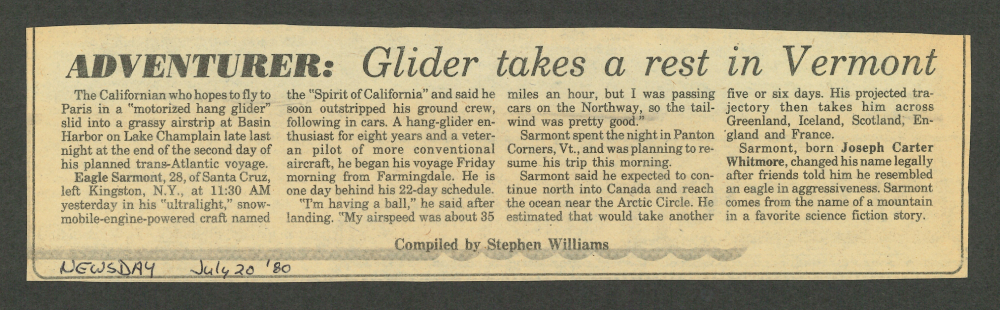 ADVENTURER: Glider takes a rest in Vermont
The Californian who hopes to fly to
Paris in a "motorized hang glider"
slid into a grassy airstrip at Basin
Harbor on Lake Champlain late last
night at the end of the second day of
his planned trans-Atlantic voyage.
Eagle Sarmont, 28, of Santa Cruz,
left Kingston, N.Y., at 11:30 AM
yesterday in his "ultralight," snow-
mobile-engine-powered craft named
the "Spirit of California" and said he
soon outstripped his ground crew,
following in cars. A hang-glider en-
thusiast for eight years and a veter-
an pilot of more conventional
aircraft, he began his voyage Friday
morning from Farmingdale. He is
one day behind his 22-day schedule.
"I'm having a ball," he said after
landing. "My airspeed was about 35
miles an hour, but I was passing
cars on the Northway, so the tail-
wind was pretty good."
Sarmont spent the night in Panton
Corners, Vt., and was planning to re-
sume his trip this morning.
Sarmont said he expected to con-
tinue north into Canada and reach
the ocean near the Arctic Circle. He
estimated that would take another
five or six days. His projected tra-
jectory then takes him across
Greenland, Iceland, Scotland, En-
gland and France.
Sarmont, born Joseph Carter
Whitmore, changed his name legally
after friends told him he resembled
an eagle in aggressiveness. Sarmont
comes from the name of a mountain
in a favorite science fiction story.
Compiled by Stephen Williams
NEWSDAY July 20 '80